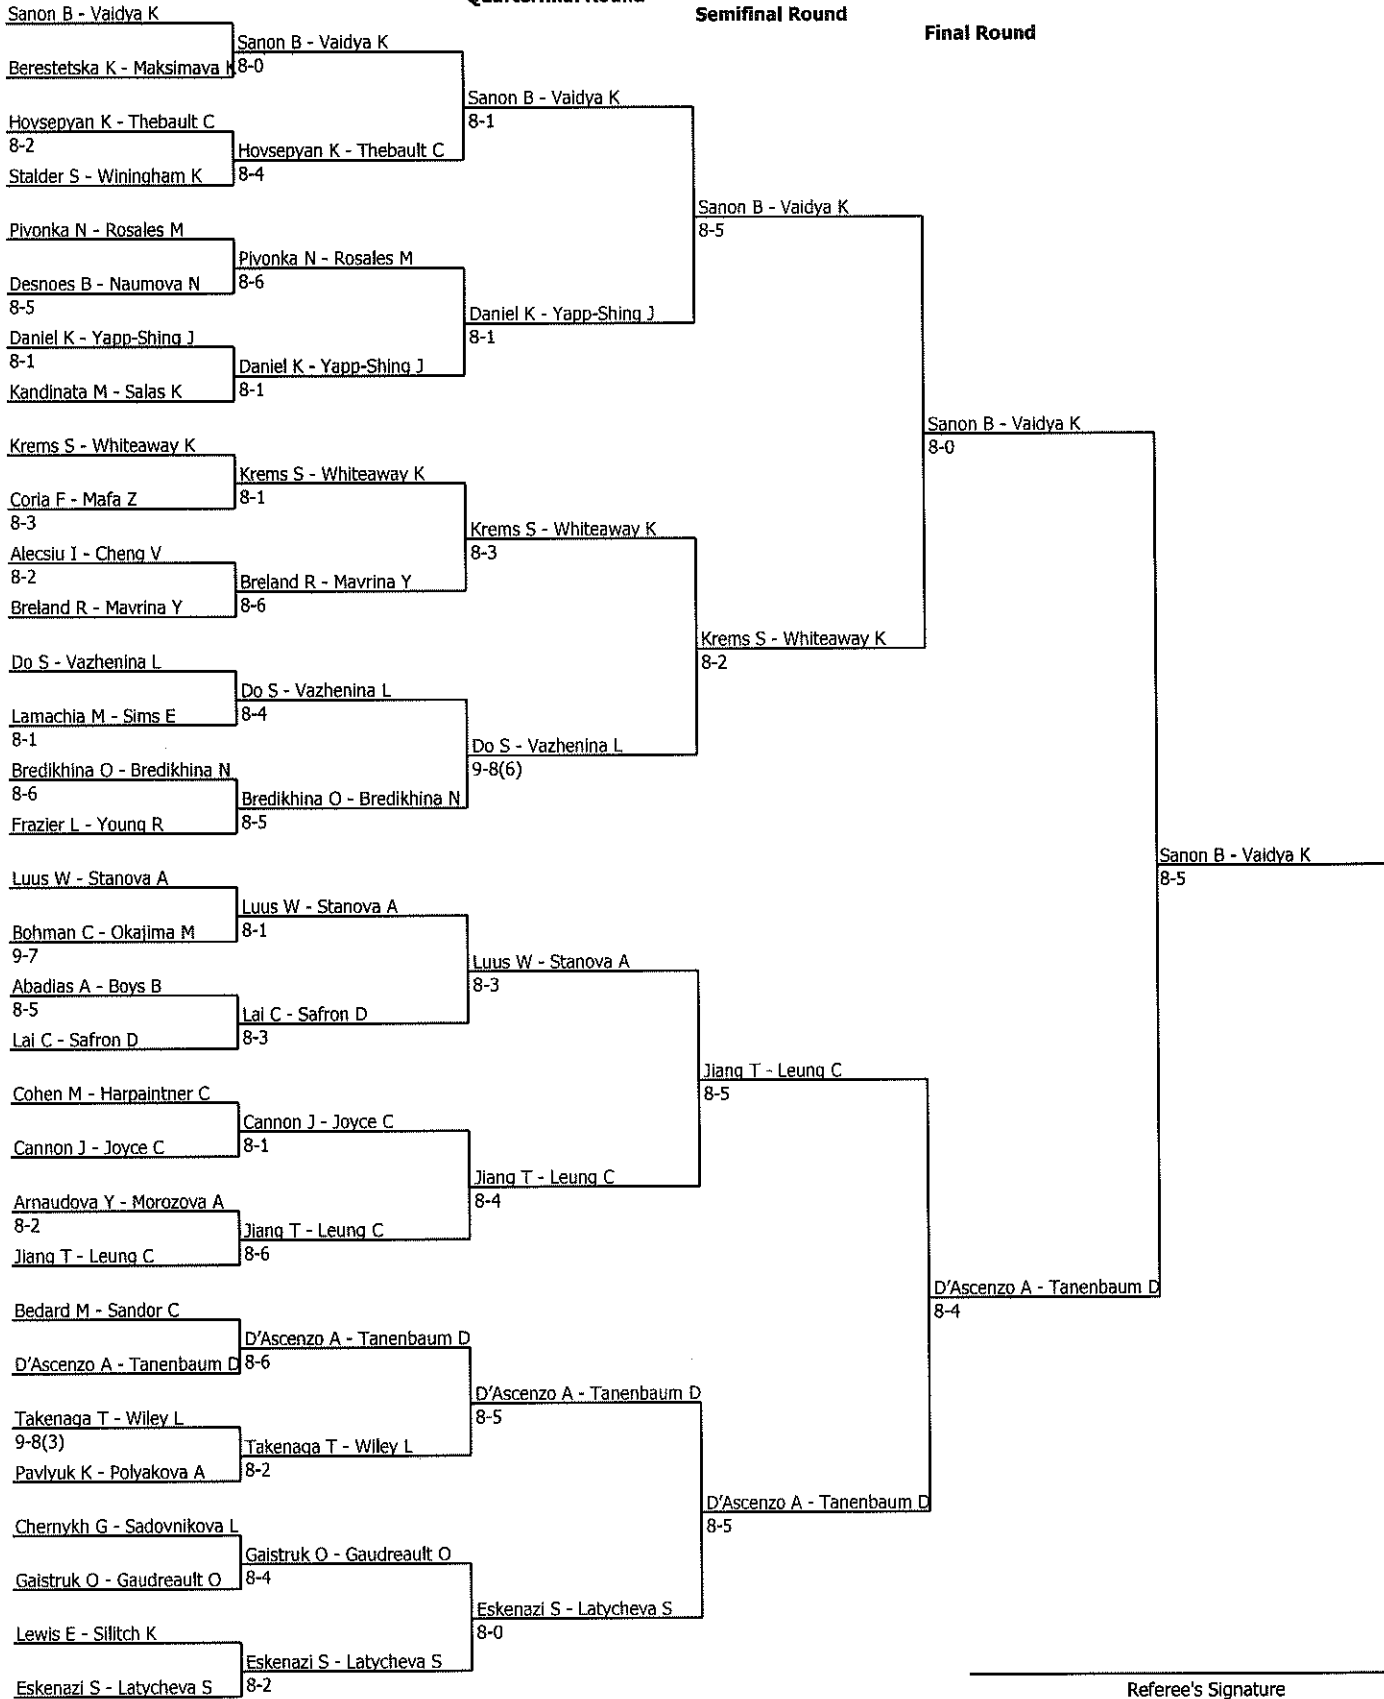 Semifinal Round
Final Round
Sanon B - Vaidya K
Sanon B - Vaidya K
Berestetska K - Maksimava
8-0
Sanon B - Vaidya K
8-1
Hovsepyan K - Thebault C
8-2
Hovsepyan K - Thebault C
8-4
Stalder S - Winingham K
Sanon B - Vaidya K
8-5
Pivonka N - Rosales M
Pivonka N - Rosales M
8-6
Desnoes B - Naumova N
8-5
Daniel K - Yapp-Shing J
8-1
Daniel K - Yapp-Shing J
8-1
Daniel K - Yapp-Shing J
8-1
Kandinata M - Salas K
Sanon B - Vaidya K
8-0
Krems S - Whiteaway K
Krems S - Whiteaway K
8-1
Coria F - Mafa Z
8-3
Krems S - Whiteaway K
8-3
Alecsiu I - Cheng V
8-2
Breland R - Mavrina Y
8-6
Breland R - Mavrina Y
Krems S - Whiteaway K
8-2
Do S - Vazhenina L
Do S - Vazhenina L
8-4
Lamachia M - Sims E
8-1
Do S - Vazhenina L
9-8(6)
Bredikhina O - Bredikhina N
8-6
Bredikhina O - Bredikhina N
8-5
Frazier L - Young R
Sanon B - Vaidya K
8-5
Luus W - Stanova A
Luus W - Stanova A
8-1
Bohman C - Okajima M
9-7
Luus W - Stanova A
8-3
Abadias A - Boys B
8-5
Lai C - Safron D
8-3
Lai C - Safron D
Jiang T - Leung C
8-5
Cohen M - Harpaintner C
Cannon J - Joyce C
8-1
Cannon J - Joyce C
Jiang T - Leung C
8-4
Arnaudova Y - Morozova A
8-2
Jiang T - Leung C
8-6
Jiang T - Leung C
D'Ascenzo A - Tanenbaum D
8-4
Bedard M - Sandor C
D'Ascenzo A - Tanenbaum D
8-6
D'Ascenzo A - Tanenbaum D
D'Ascenzo A - Tanenbaum D
8-5
Takenaga T - Wiley L
9-8(3)
Takenaga T - Wiley L
8-2
Pavlyuk K - Polyakova A
D'Ascenzo A - Tanenbaum D
8-5
Chernykh G - Sadovnikova L
Gaistruk O - Gaudreault O
8-4
Gaistruk O - Gaudreault O
Eskenazi S - Latycheva S
8-0
Lewis E - Silitch K
Eskenazi S - Latycheva S
8-2
Eskenazi S - Latycheva S
Referee's Signature